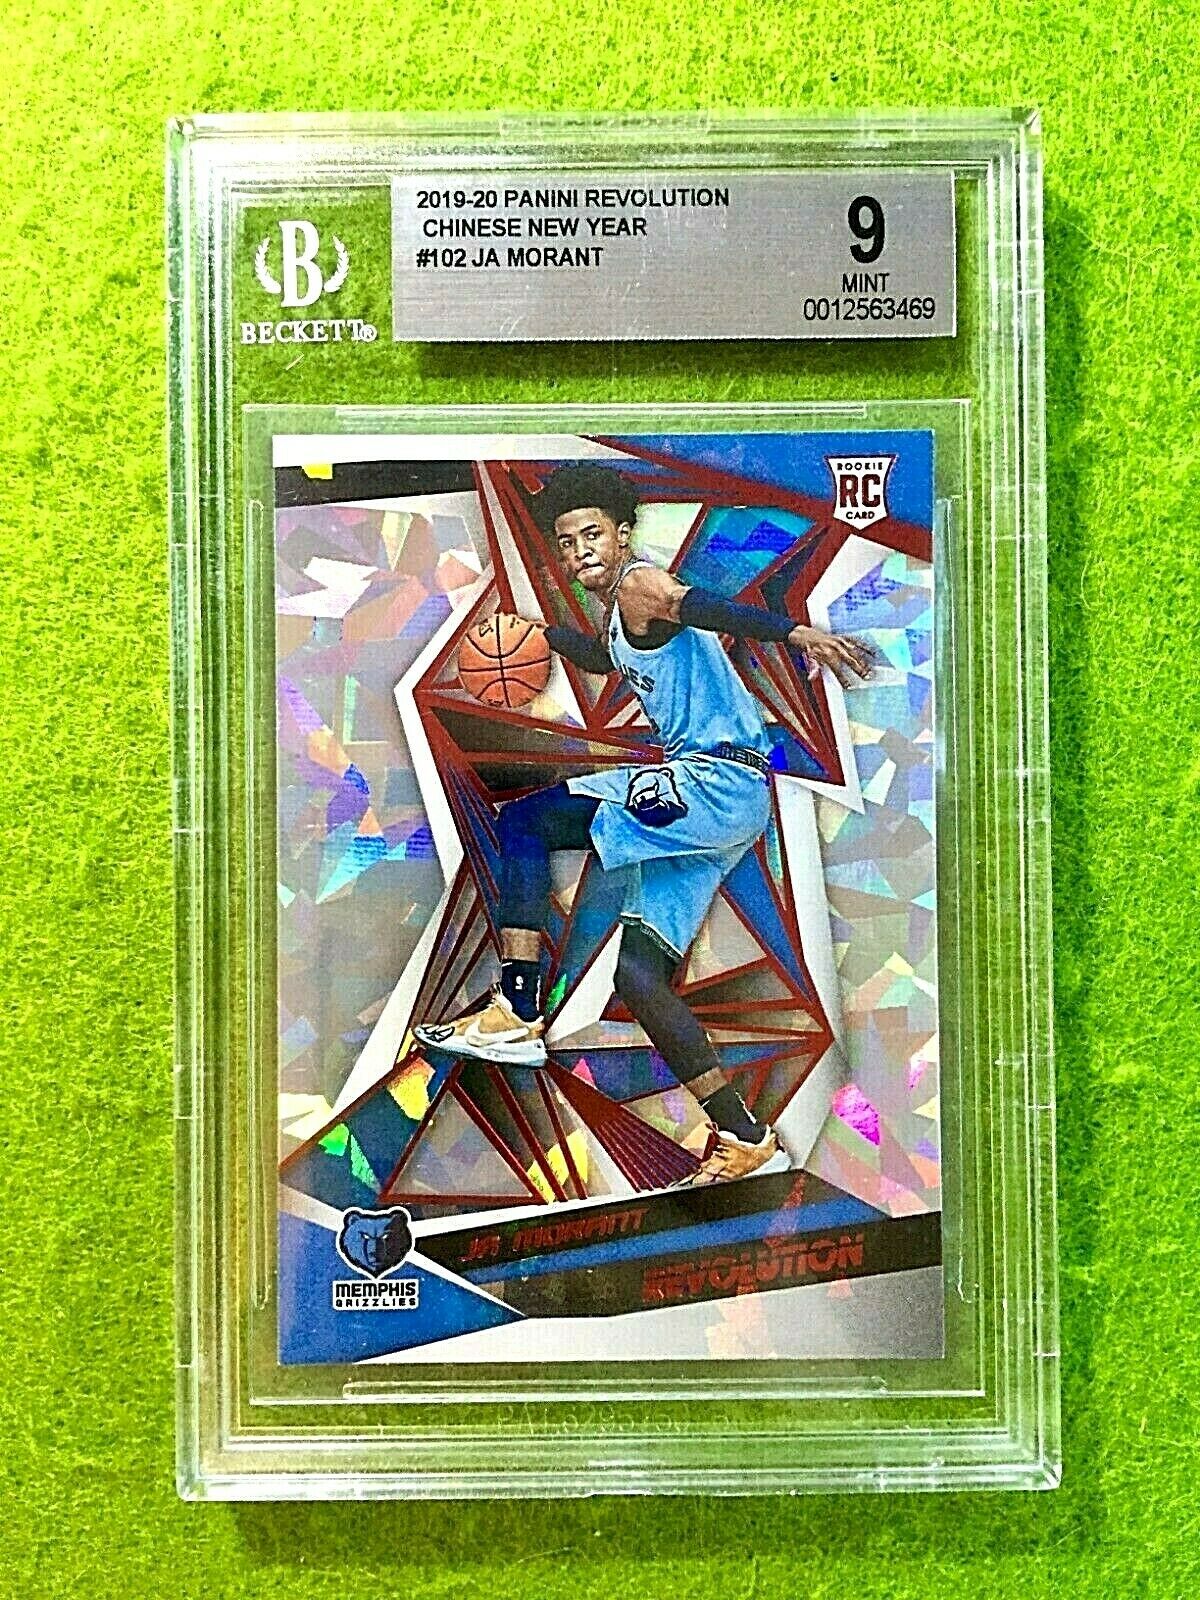 2019-20 PANINI REVOLUTION
CHINESE NEW YEAR
#102 JA MORANT
9
MINT
0012563469
B
BECKETT®
ROOKIE
RC
CARD
IES
JA MORANT
REVOLUTION
MEMPHIS
GRIZZLIES